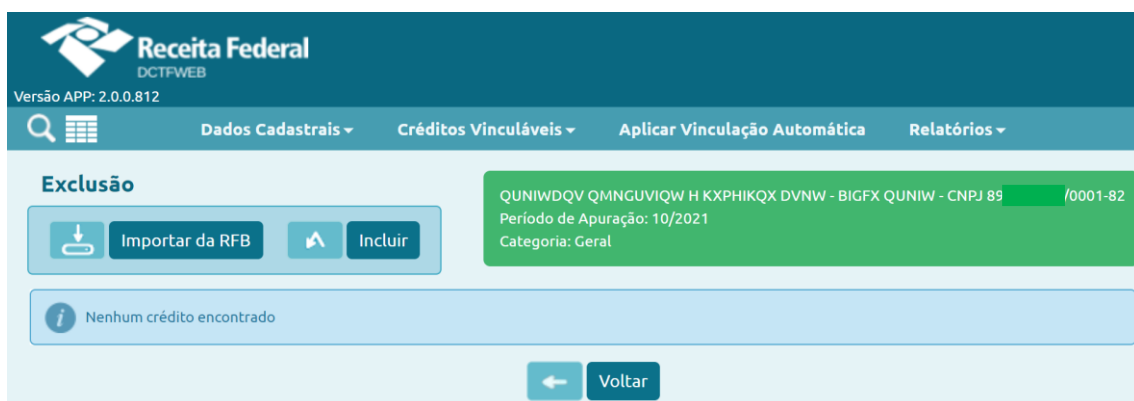 Receita Federal
DCTFWEB
Versão APP: 2.0.0.812
Dados Cadastrais Créditos Vinculáveis Aplicar Vinculação Automática Relatórios
Exclusão
Importar da RFB Incluir
QUNIWDQV QMNGUVIQW H KXPHIKQX DVNW - BIGFX QUNIW - CNPJ 89 /0001-82
Período de Apuração: 10/2021
Categoria: Geral
Nenhum crédito encontrado
Voltar